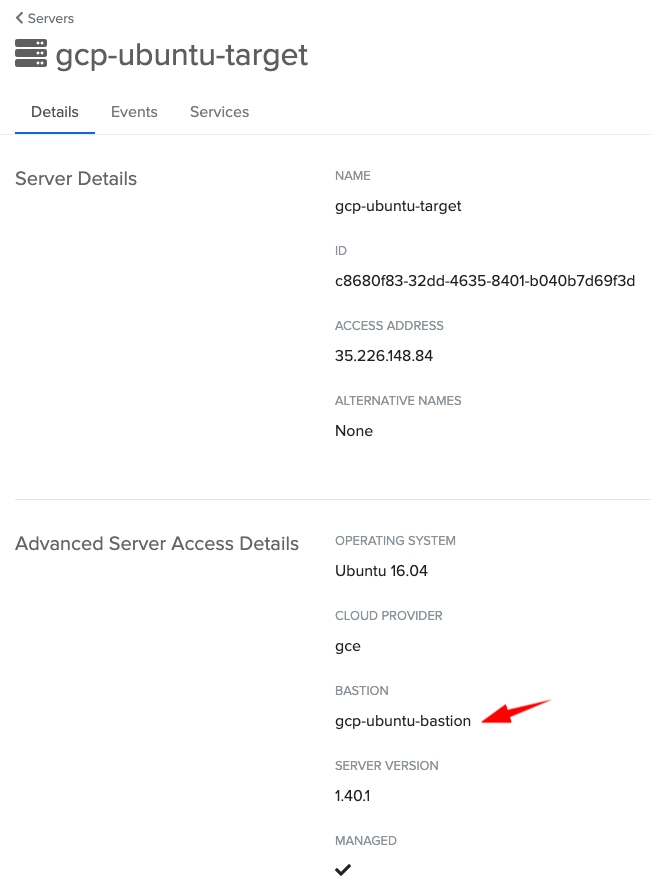 Servers
gcp-ubuntu-target
Details Events Services
Server Details
NAME
gcp-ubuntu-target
ID
c8680f83-32dd-4635-8401-b040b7d69f3d
ACCESS ADDRESS
35.226.148.84
ALTERNATIVE NAMES
None
Advanced Server Access Details
OPERATING SYSTEM
Ubuntu 16.04
CLOUD PROVIDER
gce
BASTION
gcp-ubuntu-bastion
SERVER VERSION
1.40.1
MANAGED